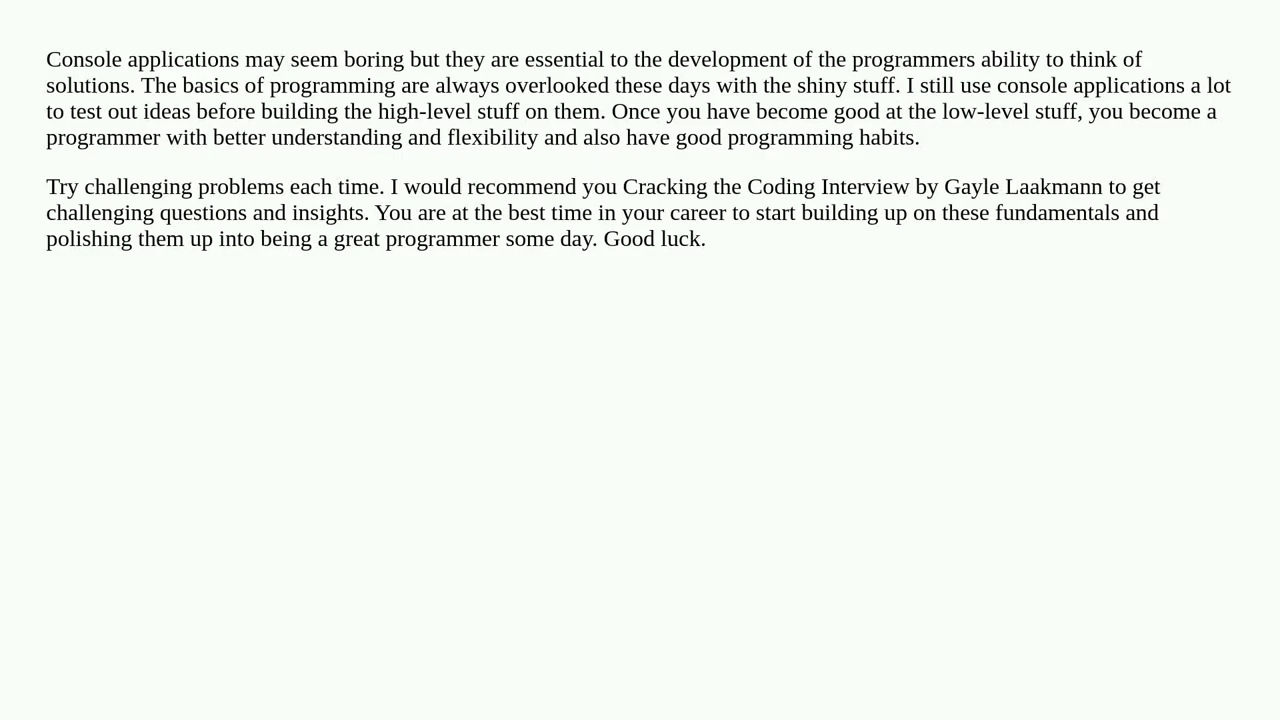 Console applications may seem boring but they are essential to the development of the programmers ability to think of
solutions. The basics of programming are always overlooked these days with the shiny stuff. I still use console applications a lot
to test out ideas before building the high-level stuff on them. Once you have become good at the low-level stuff, you become a
programmer with better understanding and flexibility and also have good programming habits.
Try challenging problems each time. I would recommend you Cracking the Coding Interview by Gayle Laakmann to get
challenging questions and insights. You are at the best time in your career to start building up on these fundamentals and
polishing them up into being a great programmer some day. Good luck.